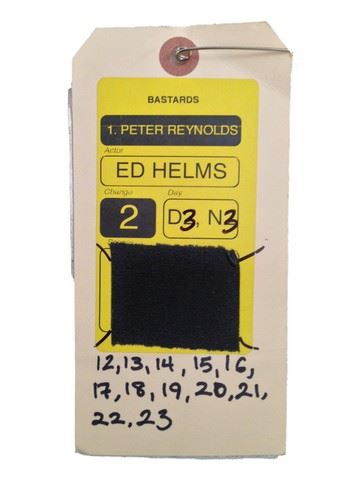 BASTARDS
1. PETER REYNOLDS
Actor
ED HELMS
Change Day
2 D3, N3
12,13,14, 15,16,
17,18,19,20,21,
22,23